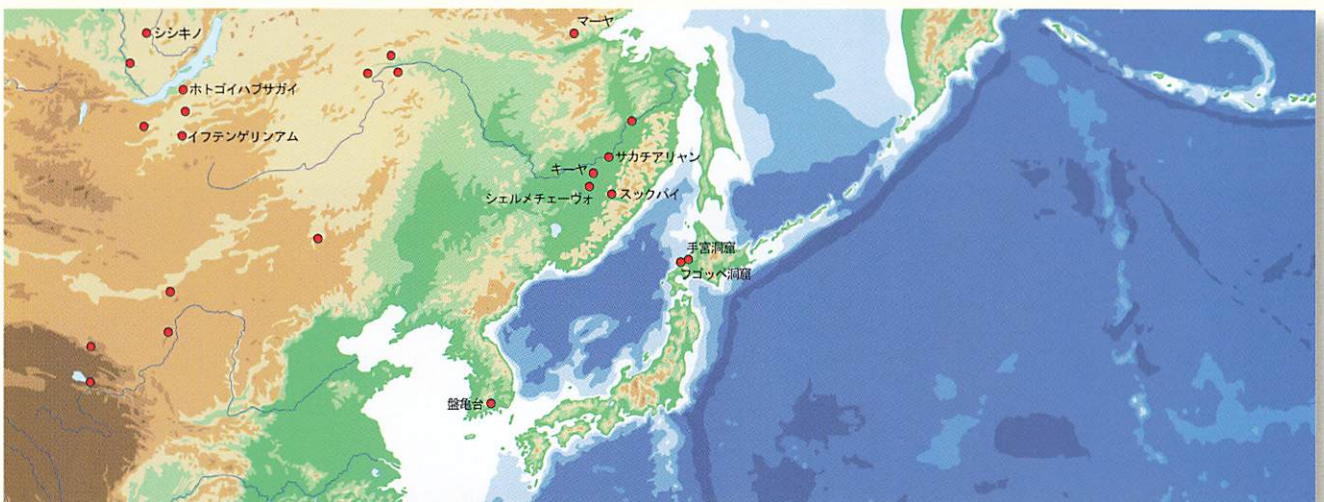 マーヤ
シシキノ
ホトゴイハブサガイ
イフテンゲリンアム
サカチアリャン
キーヤ
シェルメチェーヴォ
スックバイ
手宮洞窟
フゴッペ洞窟
盤亀台